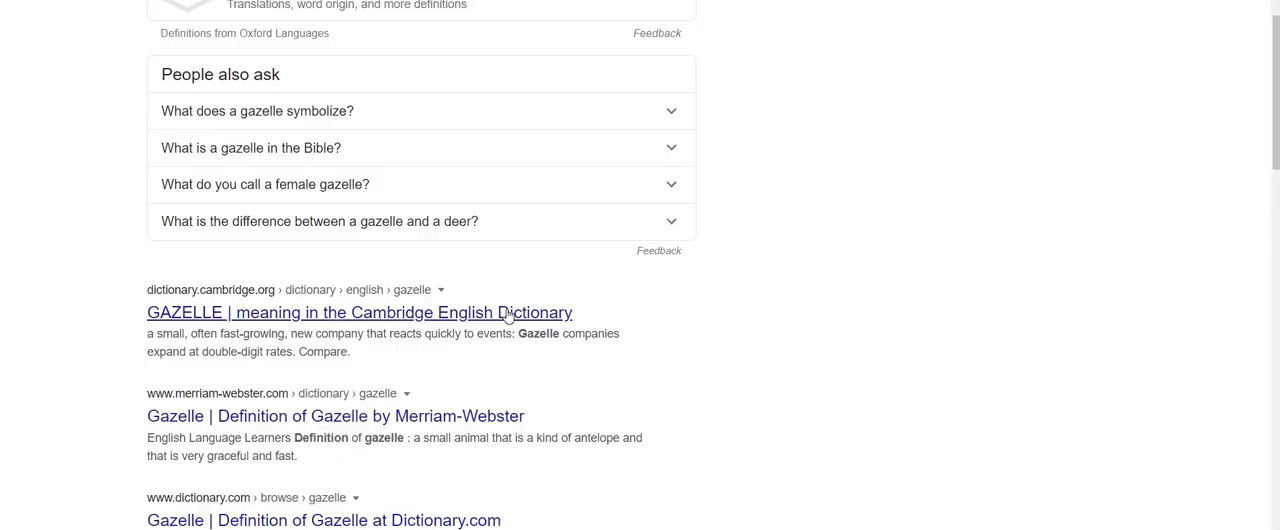 Translations, word origin, and more definitions
Definitions from Oxford Languages
Feedback
People also ask
What does a gazelle symbolize?
What is a gazelle in the Bible?
What do you call a female gazelle?
What is the difference between a gazelle and a deer?
Feedback
dictionary.cambridge.org › dictionary › english › gazelle
GAZELLE | meaning in the Cambridge English Dictionary
a small, often fast-growing, new company that reacts quickly to events: Gazelle companies
expand at double-digit rates. Compare.
www.merriam-webster.com › dictionary › gazelle
Gazelle | Definition of Gazelle by Merriam-Webster
English Language Learners Definition of gazelle : a small animal that is a kind of antelope and
that is very graceful and fast.
www.dictionary.com › browse › gazelle
Gazelle | Definition of Gazelle at Dictionary.com